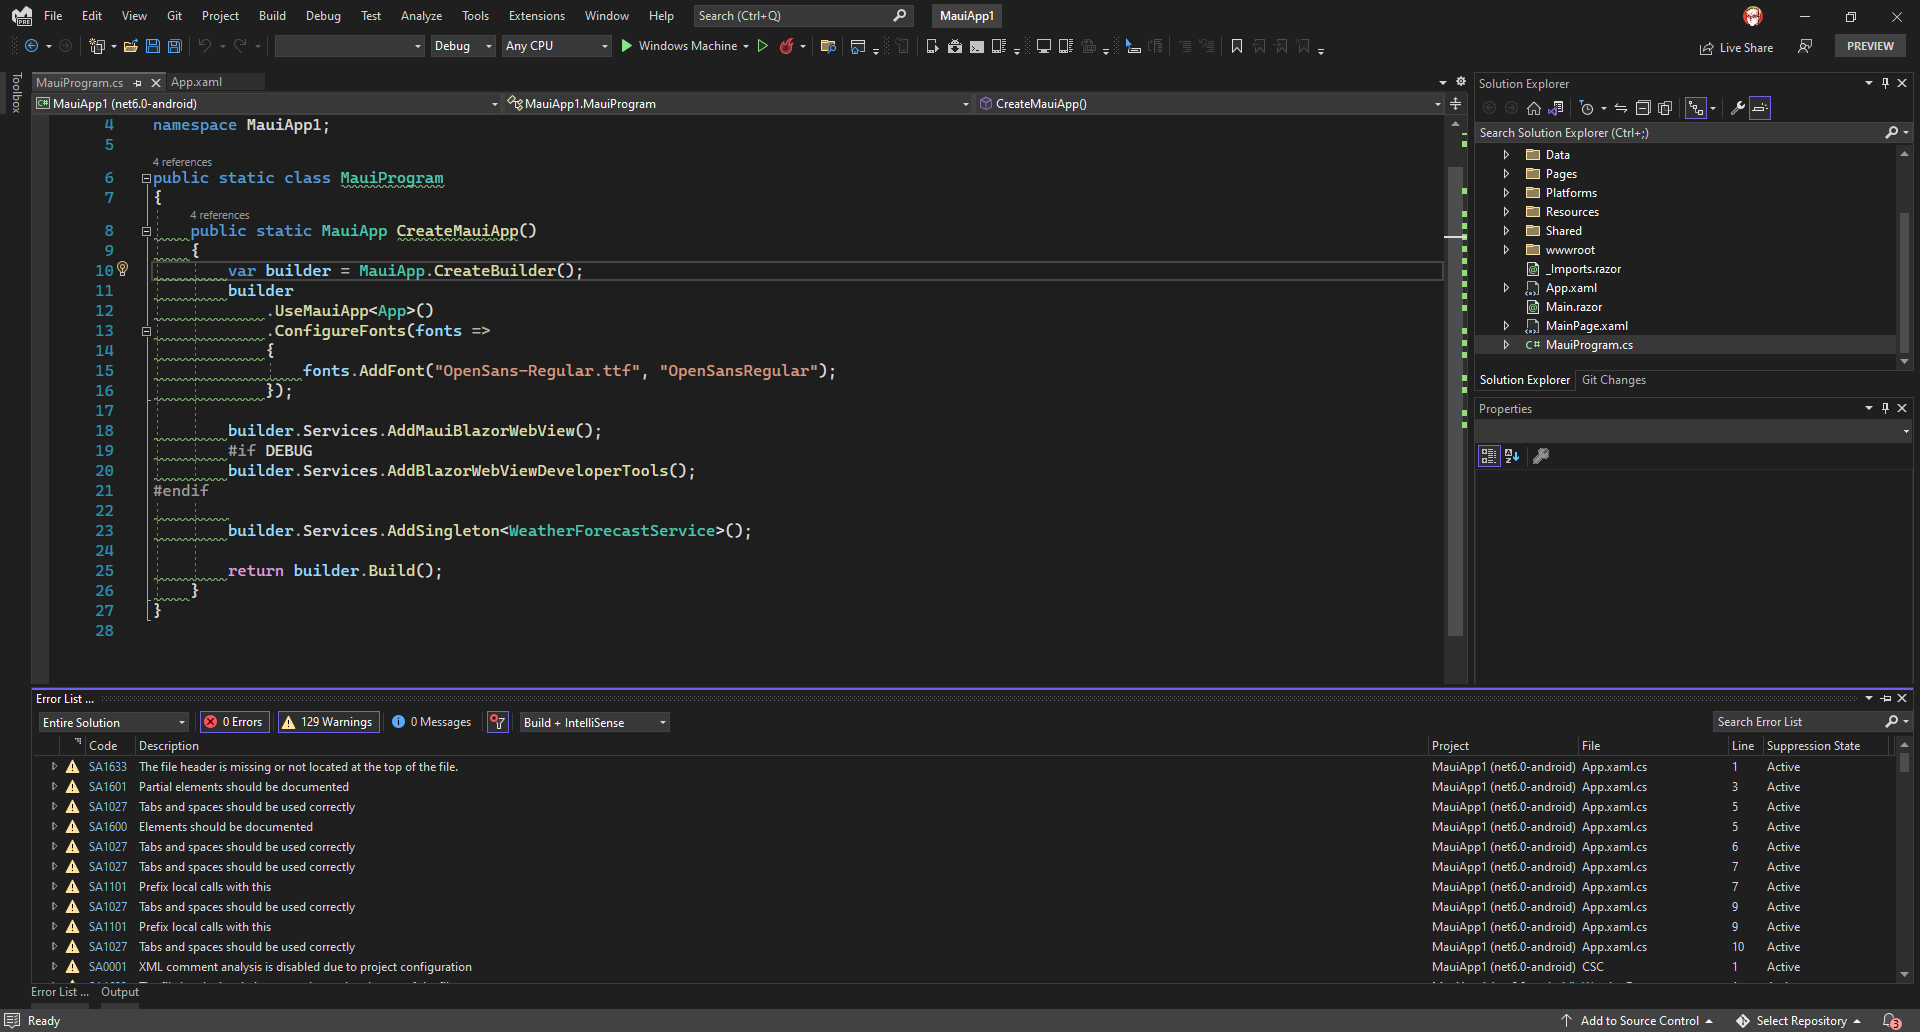 File Edit View Git Project Build Debug Test Analyze Tools Extensions Window Help Search (Ctrl+Q) MauiApp1
Debug Any CPU Windows Machine Live Share PREVIEW
Toolbox
MauiProgram.cs App.xaml
MauiApp1 (net6.0-android) MauiApp1.MauiProgram CreateMauiApp()
4 namespace MauiApp1;
5
4 references
6 public static class MauiProgram
7 {
4 references
8 public static MauiApp CreateMauiApp()
9 {
10 var builder = MauiApp.CreateBuilder();
11 builder
12 .UseMauiApp<App>()
13 .ConfigureFonts(fonts =>
14 {
15 fonts.AddFont("OpenSans-Regular.ttf", "OpenSansRegular");
16 });
17
18 builder.Services.AddMauiBlazorWebView();
19 #if DEBUG
20 builder.Services.AddBlazorWebViewDeveloperTools();
21 #endif
22
23 builder.Services.AddSingleton<WeatherForecastService>();
24
25 return builder.Build();
26 }
27 }
28
Solution Explorer
Search Solution Explorer (Ctrl+;)
Data
Pages
Platforms
Resources
Shared
wwwroot
_Imports.razor
App.xaml
Main.razor
MainPage.xaml
C# MauiProgram.cs
Solution Explorer Git Changes
Properties
Error List ...
Entire Solution 0 Errors 129 Warnings 0 Messages Build + IntelliSense Search Error List
Code Description Project File Line Suppression State
SA1633 The file header is missing or not located at the top of the file. MauiApp1 (net6.0-android) App.xaml.cs 1 Active
SA1601 Partial elements should be documented MauiApp1 (net6.0-android) App.xaml.cs 3 Active
SA1027 Tabs and spaces should be used correctly MauiApp1 (net6.0-android) App.xaml.cs 5 Active
SA1600 Elements should be documented MauiApp1 (net6.0-android) App.xaml.cs 5 Active
SA1027 Tabs and spaces should be used correctly MauiApp1 (net6.0-android) App.xaml.cs 6 Active
SA1027 Tabs and spaces should be used correctly MauiApp1 (net6.0-android) App.xaml.cs 7 Active
SA1101 Prefix local calls with this MauiApp1 (net6.0-android) App.xaml.cs 7 Active
SA1027 Tabs and spaces should be used correctly MauiApp1 (net6.0-android) App.xaml.cs 9 Active
SA1101 Prefix local calls with this MauiApp1 (net6.0-android) App.xaml.cs 9 Active
SA1027 Tabs and spaces should be used correctly MauiApp1 (net6.0-android) App.xaml.cs 10 Active
SA0001 XML comment analysis is disabled due to project configuration MauiApp1 (net6.0-android) CSC 1 Active
Error List ... Output
Ready Add to Source Control Select Repository 3